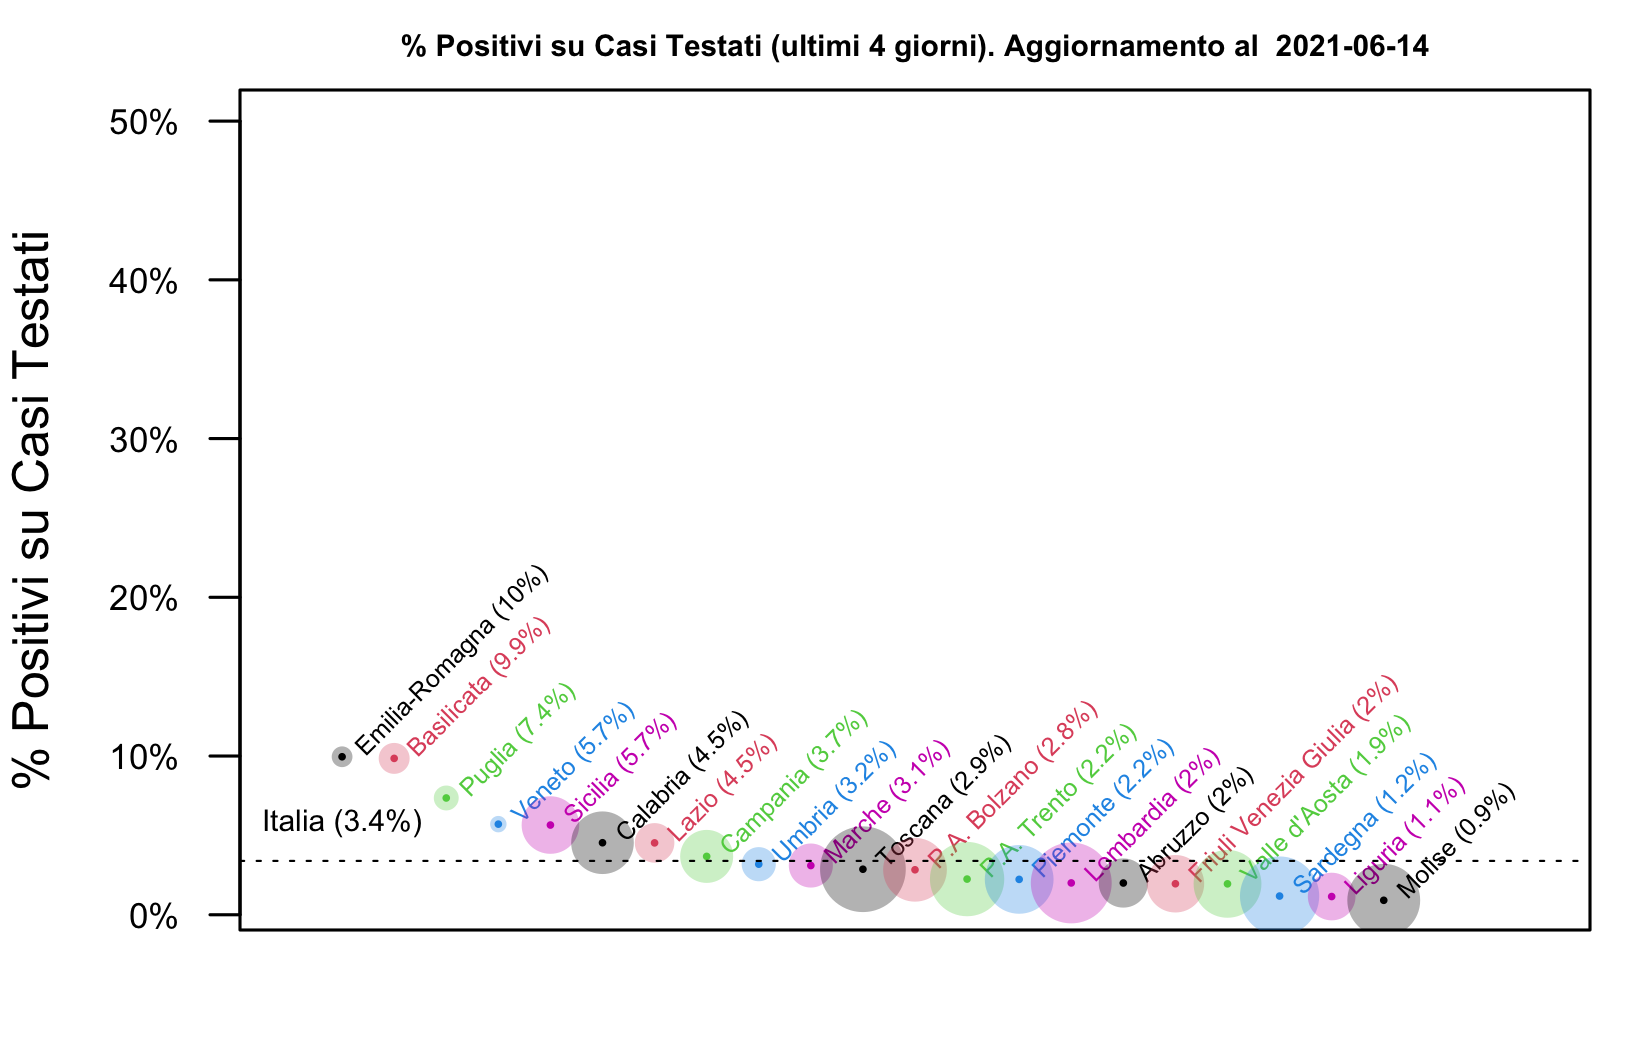 % Positivi su Casi Testati (ultimi 4 giorni). Aggiornamento al  2021-06-14
% Positivi su Casi Testati
50%
40%
30%
20%
10%
0%
Italia (3.4%)
Emilia-Romagna (10%)
Basilicata (9.9%)
Puglia (7.4%)
Veneto (5.7%)
Sicilia (5.7%)
Calabria (4.5%)
Lazio (4.5%)
Campania (3.7%)
Umbria (3.2%)
Marche (3.1%)
Toscana (2.9%)
P.A. Bolzano (2.8%)
P.A. Trento (2.2%)
Piemonte (2.2%)
Lombardia (2%)
Abruzzo (2%)
Friuli Venezia Giulia (2%)
Valle d'Aosta (1.9%)
Sardegna (1.2%)
Liguria (1.1%)
Molise (0.9%)